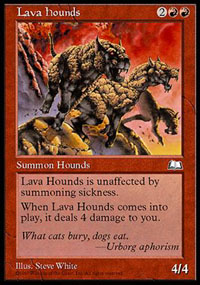 Lava Hounds 2
Summon Hounds
Lava Hounds is unaffected by
summoning sickness.
When Lava Hounds comes into
play, it deals 4 damage to you.
What cats bury, dogs eat.
—Urborg aphorism
Illus. Steve White
4/4